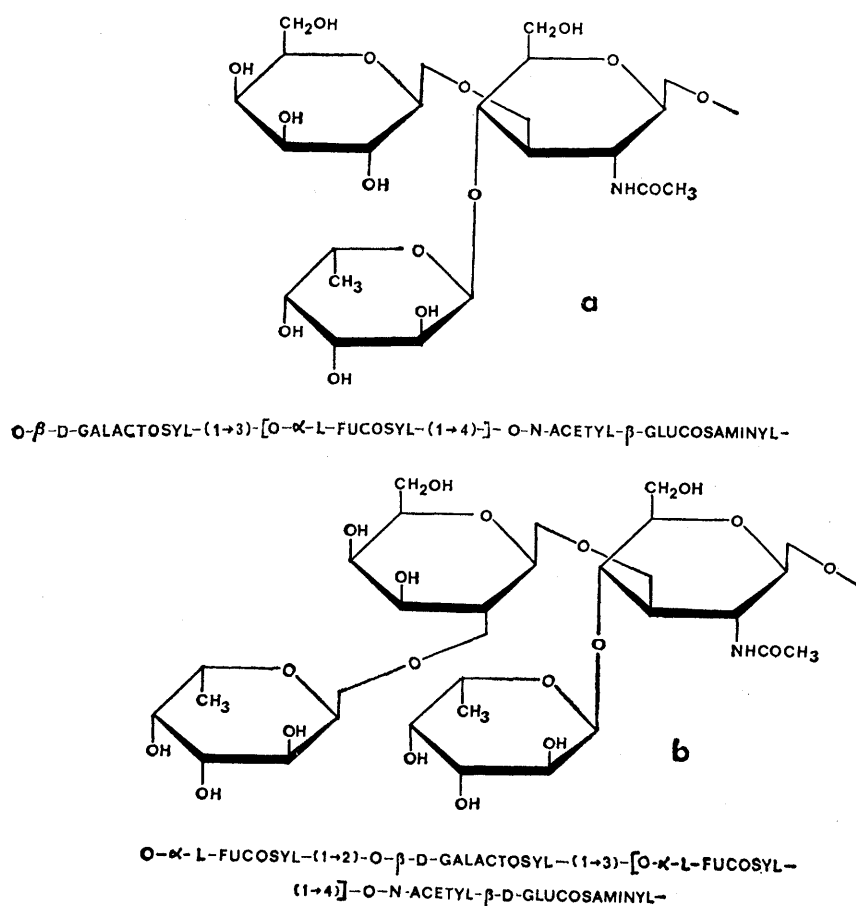 CH₂OH CH₂OH
O O
OH
O O
OH
OH NHCOCH₃
O
O
CH₃
OH a
OH
OH
O-β-D-GALACTOSYL-(1→3)-[O-α-L-FUCOSYL-(1→4)-]-O-N-ACETYL-β-GLUCOSAMINYL-
CH₂OH CH₂OH
O O
OH
O O
OH
O NHCOCH₃
O
O O
CH₃ CH₃
OH OH b
OH OH
OH OH
O-α-L-FUCOSYL-(1→2)-O-β-D-GALACTOSYL-(1→3)-[O-α-L-FUCOSYL-
(1→4)]-O-N-ACETYL-β-D-GLUCOSAMINYL-